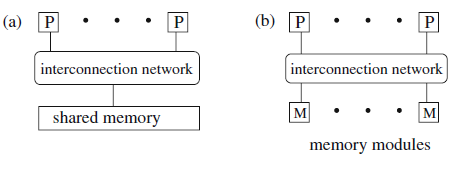 (a) P . . . P
interconnection network
shared memory
(b) P . . . P
interconnection network
M . . . M
memory modules